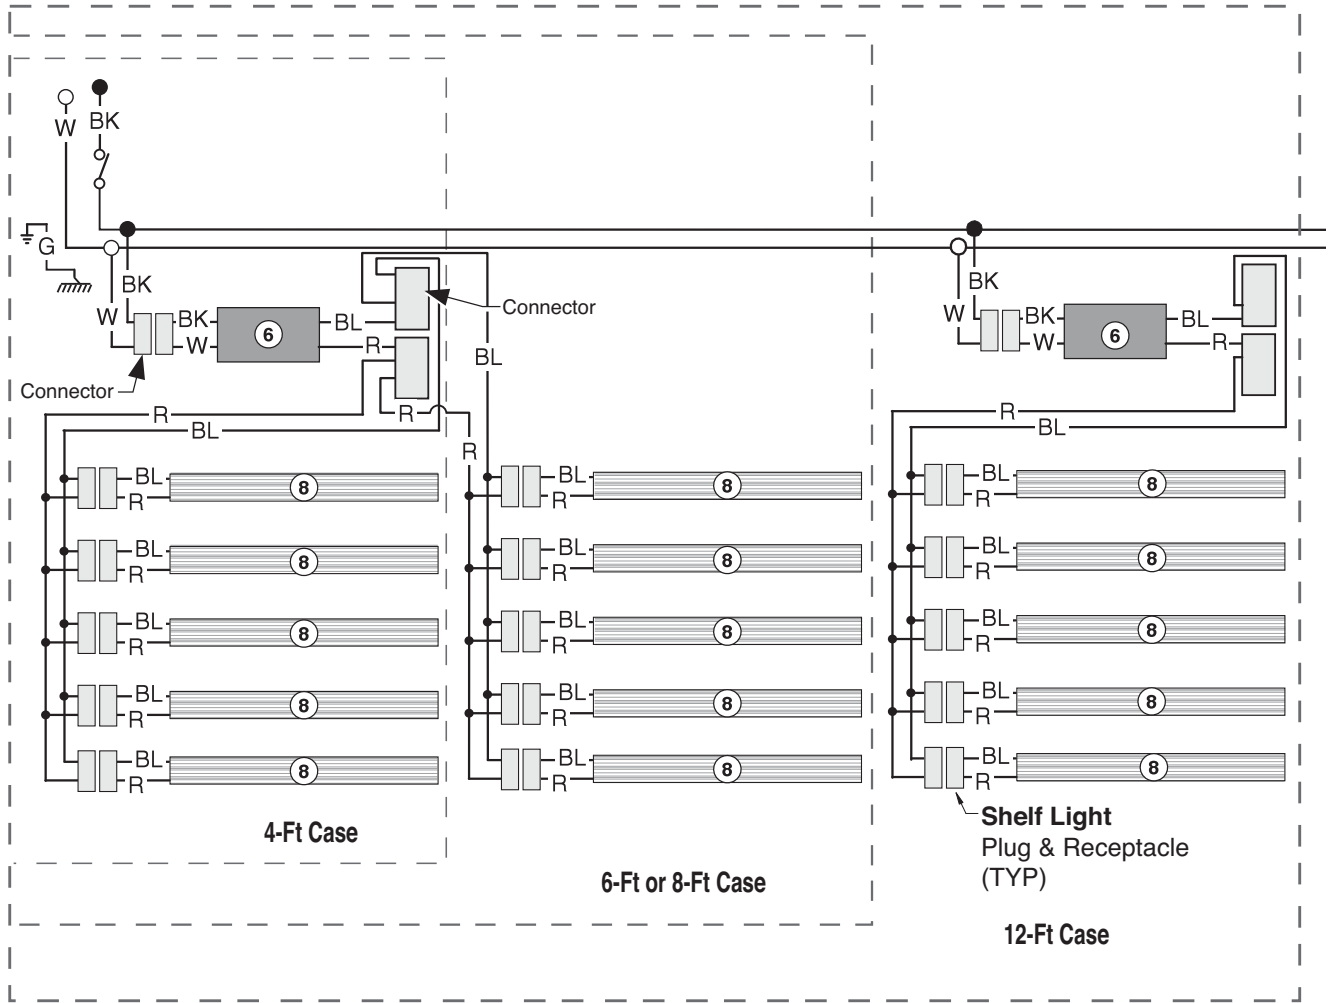 W
BK
G
BK
W
BK
W
6
BL
R
Connector
Connector
BL
R
R
BL
R
BK
W
BK
W
6
BL
R
R
BL
BL
R
8
BL
R
8
BL
R
8
BL
R
8
BL
R
8
BL
R
8
BL
R
8
BL
R
8
BL
R
8
BL
R
8
BL
R
8
BL
R
8
BL
R
8
BL
R
8
BL
R
8
Shelf Light
Plug & Receptacle
(TYP)
4-Ft Case
6-Ft or 8-Ft Case
12-Ft Case